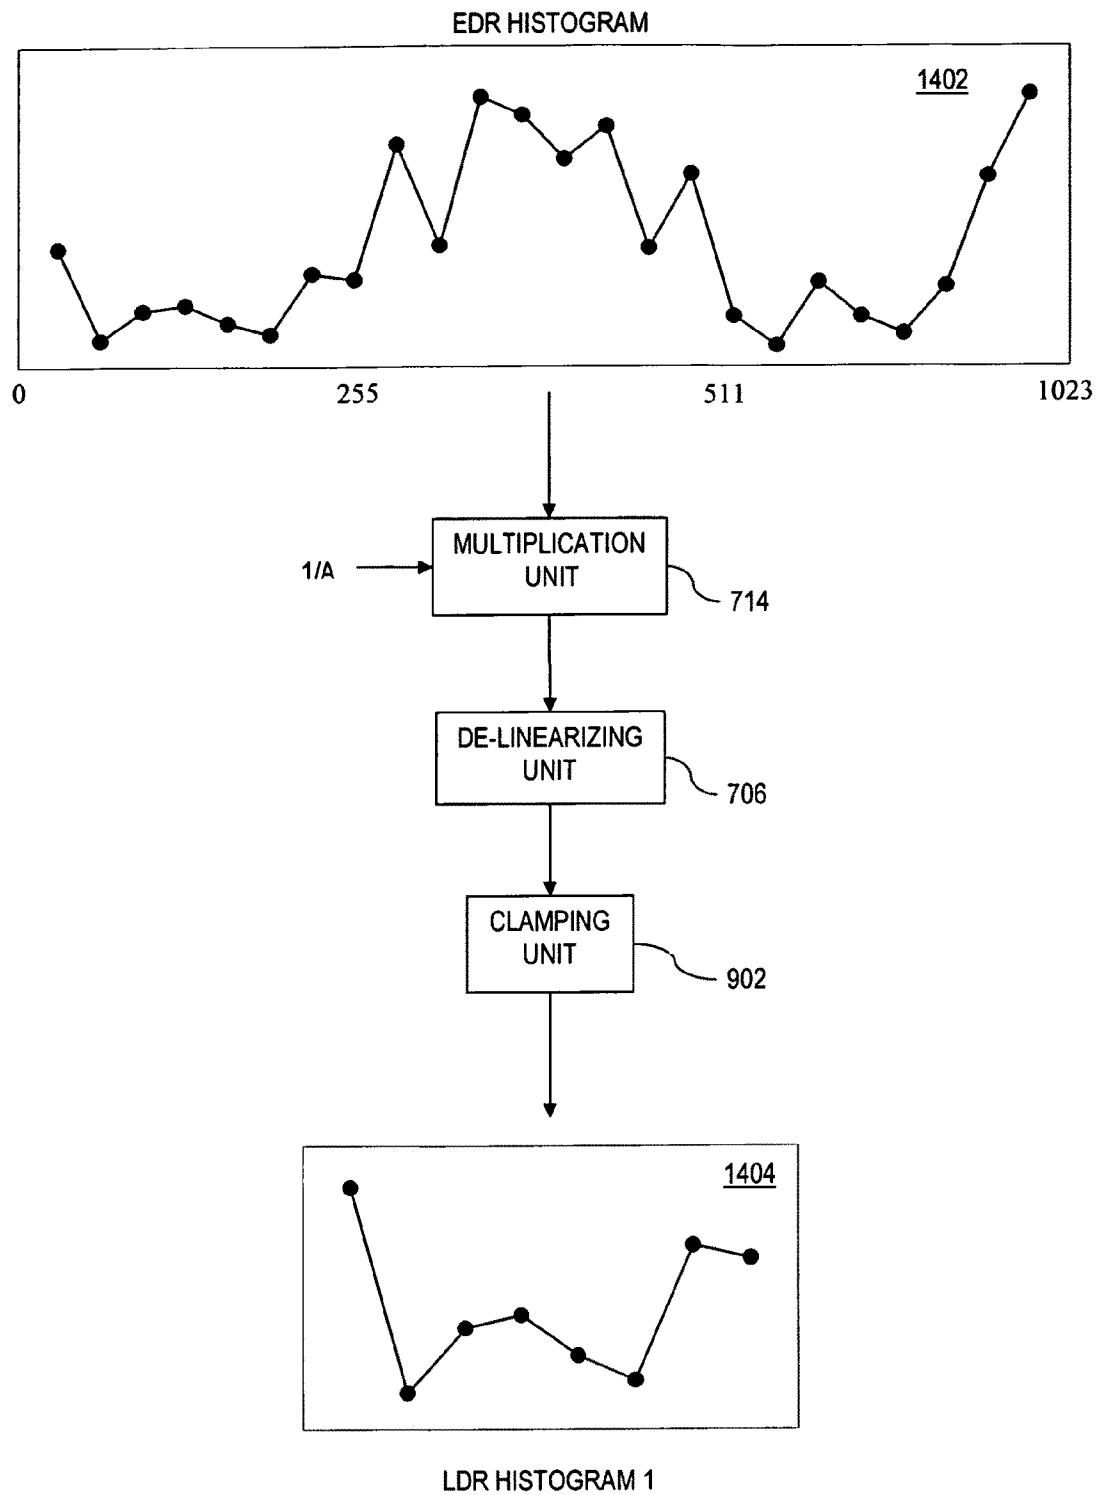 EDR HISTOGRAM
1402
0 255 511 1023
MULTIPLICATION
UNIT
1/A
714
DE-LINEARIZING
UNIT
706
CLAMPING
UNIT
902
1404
LDR HISTOGRAM 1